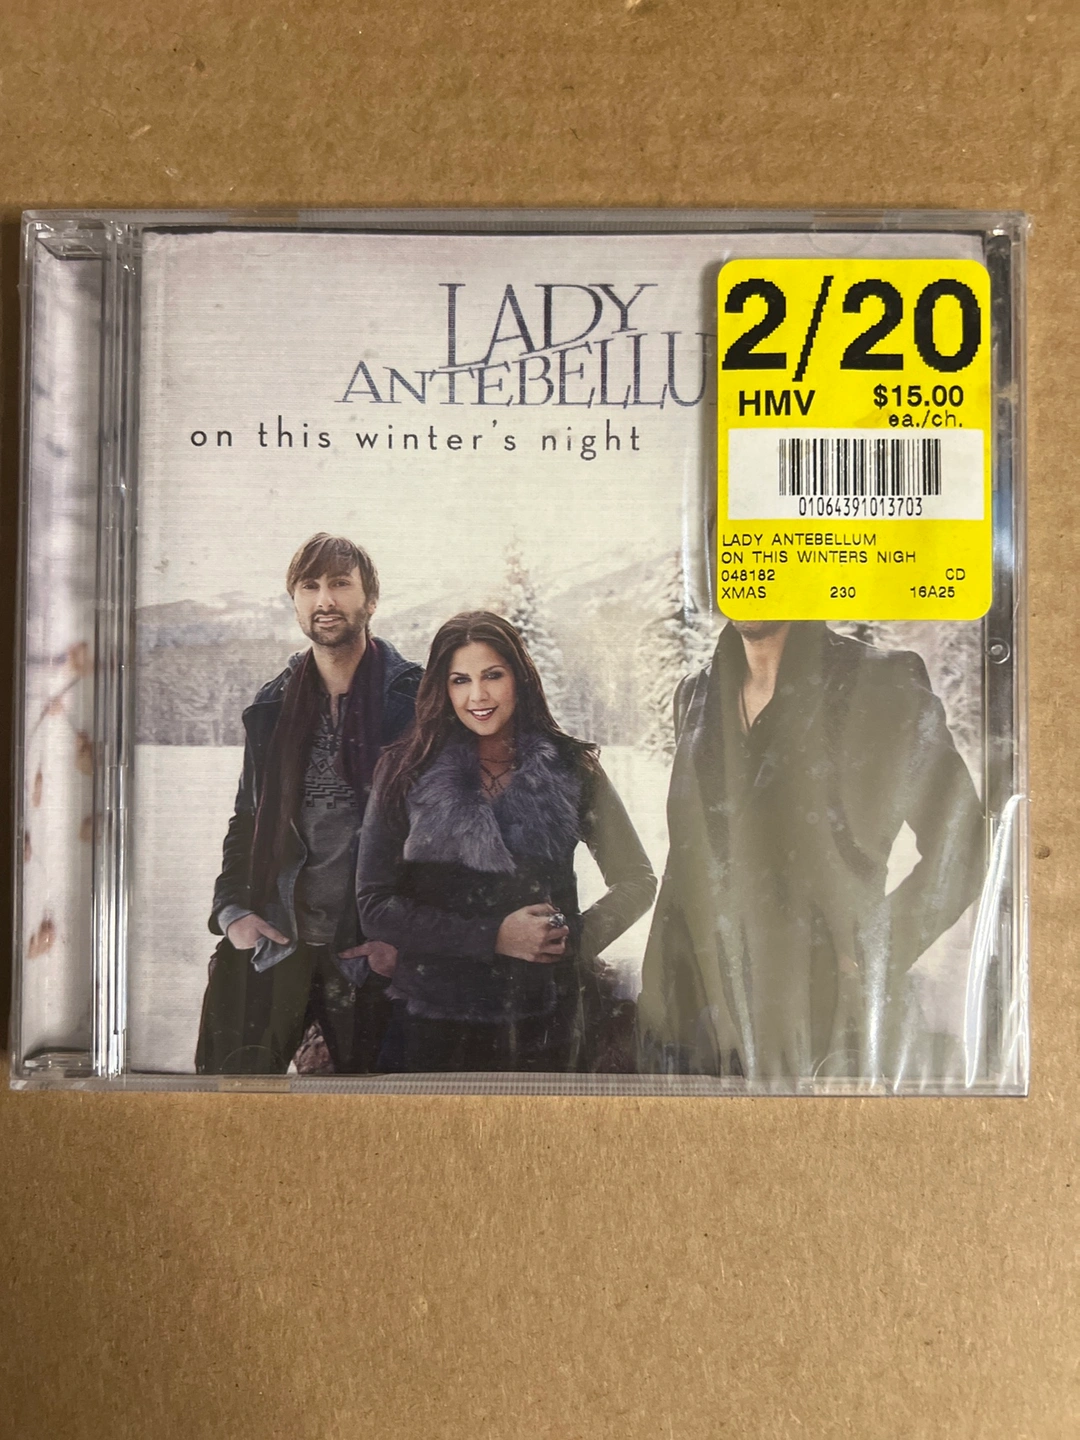 LADY
ANTEBELLU
on this winter's night
2/20
HMV $15.00
ea./ch.
01064391013703
LADY ANTEBELLUM
ON THIS WINTERS NIGH
048182 CD
XMAS 230 16A25